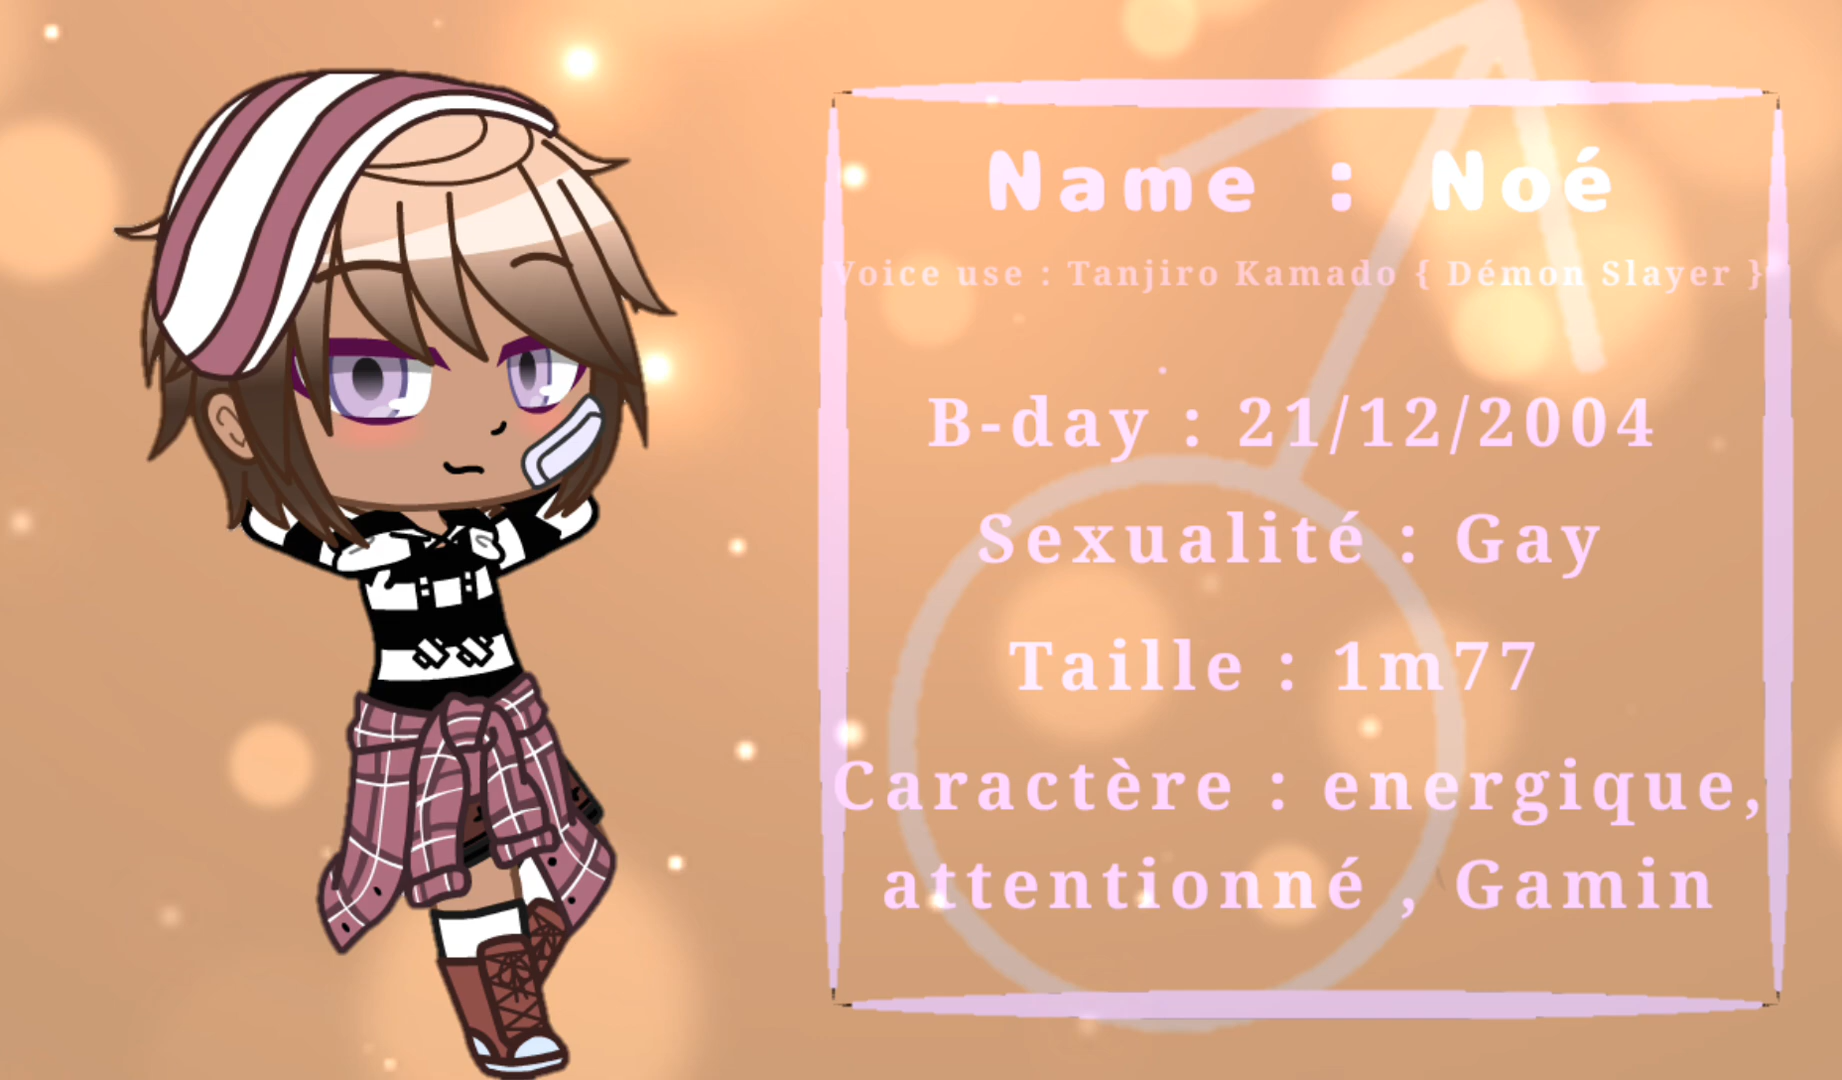 Name : Noé
Voice use : Tanjiro Kamado { Démon Slayer }
B-day : 21/12/2004
Sexualité : Gay
Taille : 1m77
Caractère : energique,
attentionné , Gamin